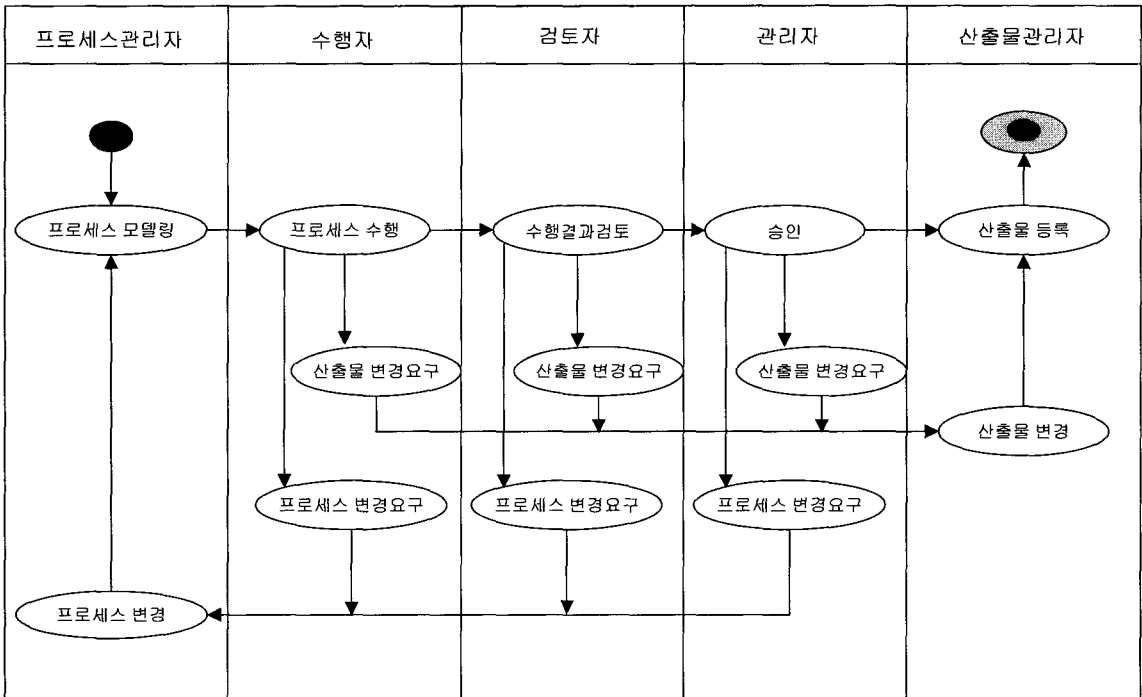 프로세스관리자
수행자
검토자
관리자
산출물관리자
프로세스 모델링
프로세스 수행
수행결과검토
승인
산출물 등록
산출물 변경요구
산출물 변경요구
산출물 변경요구
산출물 변경
프로세스 변경요구
프로세스 변경요구
프로세스 변경요구
프로세스 변경